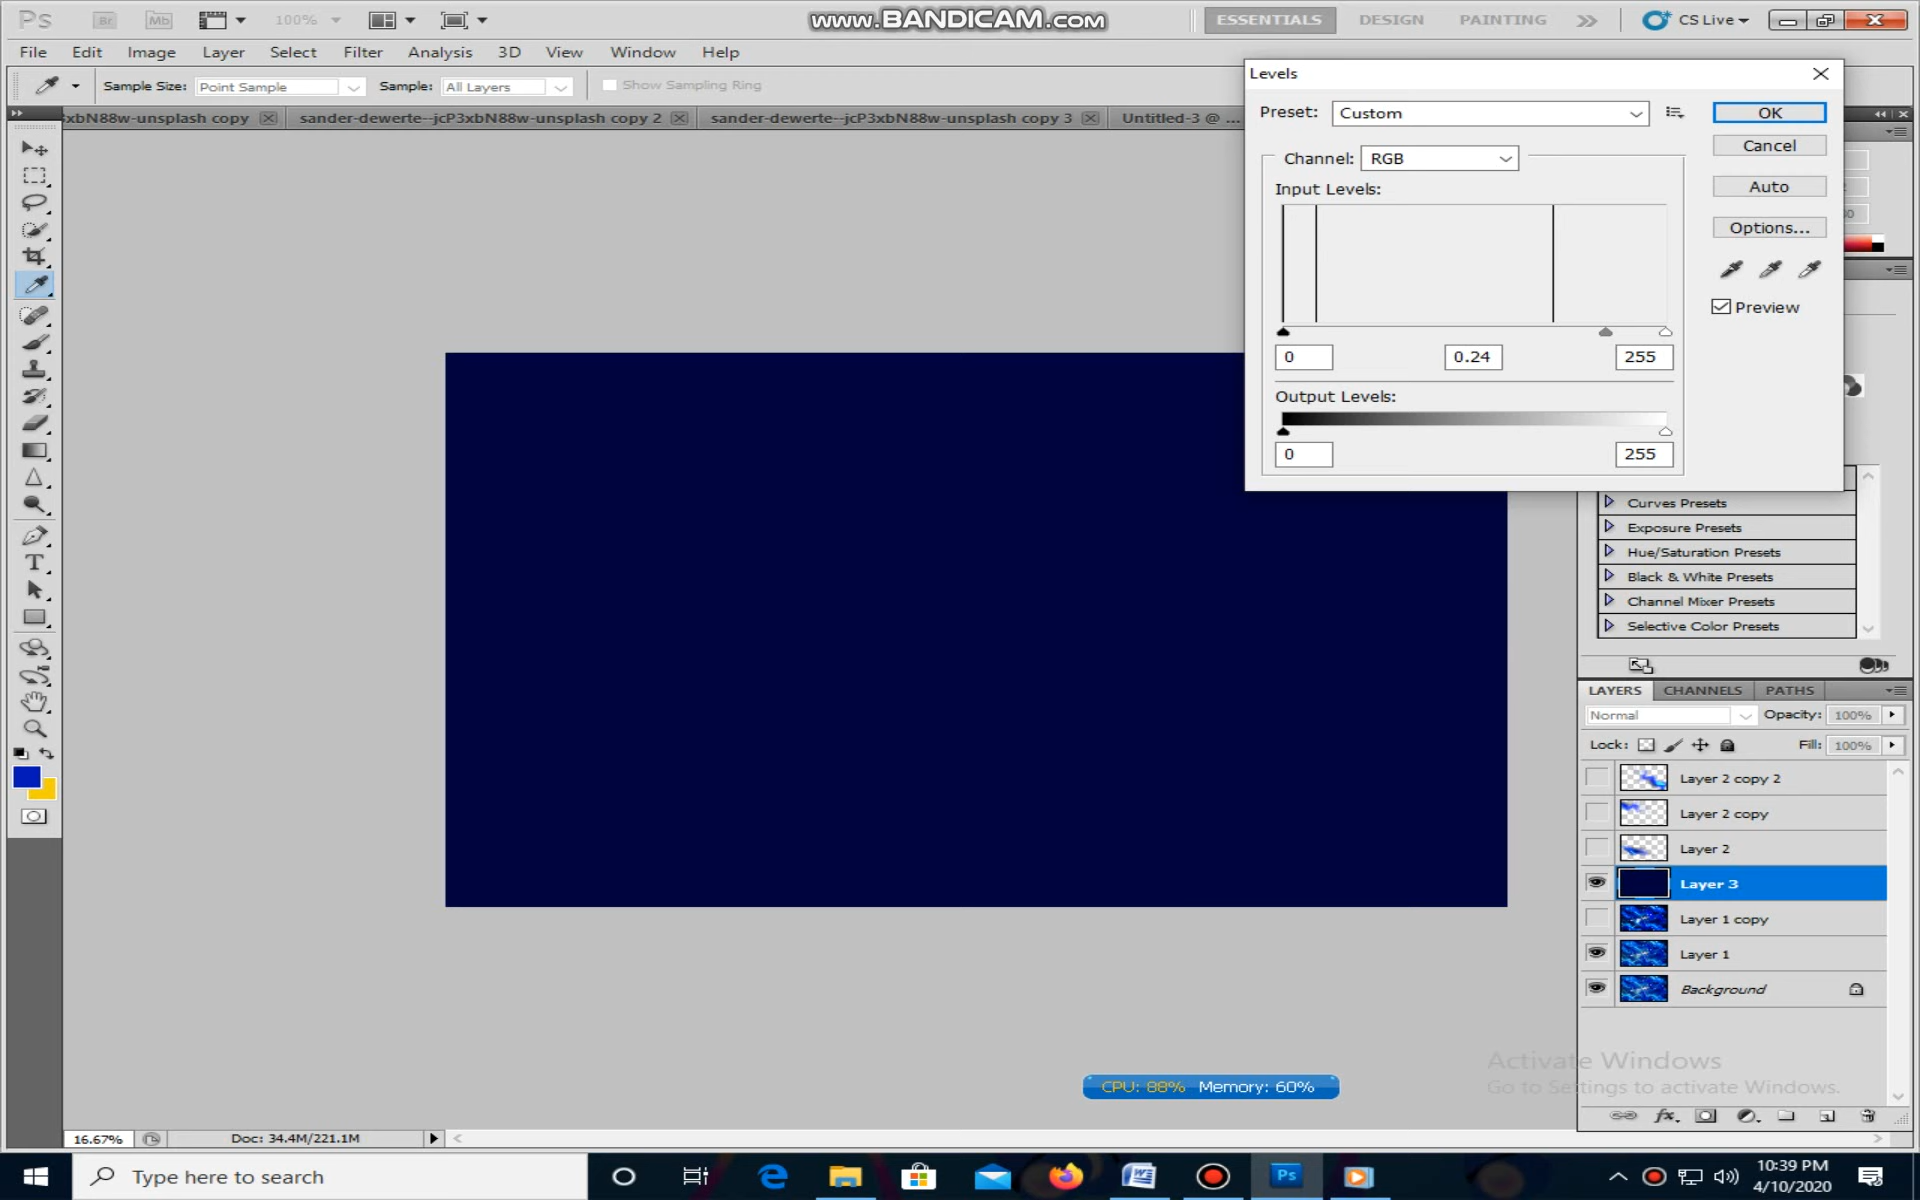 Ps Br Mb 100% www.BANDICAM.com ESSENTIALS DESIGN PAINTING CS Live
File Edit Image Layer Select Filter Analysis 3D View Window Help
Sample Size: Point Sample Sample: All Layers Show Sampling Ring
3xbN88w-unsplash copy sander-dewerte--jcP3xbN88w-unsplash copy 2 sander-dewerte--jcP3xbN88w-unsplash copy 3 Untitled-3 @ ...
Levels
Preset: Custom OK
Cancel
Channel: RGB
Auto
Input Levels:
Options...
Preview
0 0.24 255
Output Levels:
0 255
Curves Presets
Exposure Presets
Hue/Saturation Presets
Black & White Presets
Channel Mixer Presets
Selective Color Presets
LAYERS CHANNELS PATHS
Normal Opacity: 100%
Lock: Fill: 100%
Layer 2 copy 2
Layer 2 copy
Layer 2
Layer 3
Layer 1 copy
Layer 1
Background
Activate Windows
Go to Settings to activate Windows.
CPU: 88% Memory: 60%
16.67% Doc: 34.4M/221.1M
Type here to search
10:39 PM
4/10/2020